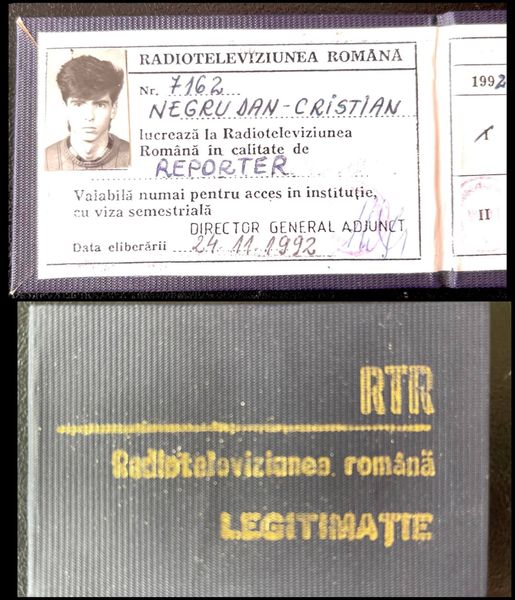 RADIOTELEVIZIUNEA ROMÂNĂ
Nr. 7162
NEGRU DAN-CRISTIAN
lucrează la Radioteleviziunea
Română în calitate de
REPORTER
Valabilă numai pentru acces în instituție,
cu viza semestrială
DIRECTOR GENERAL ADJUNCT
Data eliberării 24.11.1992
1992
I
II
RTR
Radioteleviziunea română
LEGITIMAȚIE